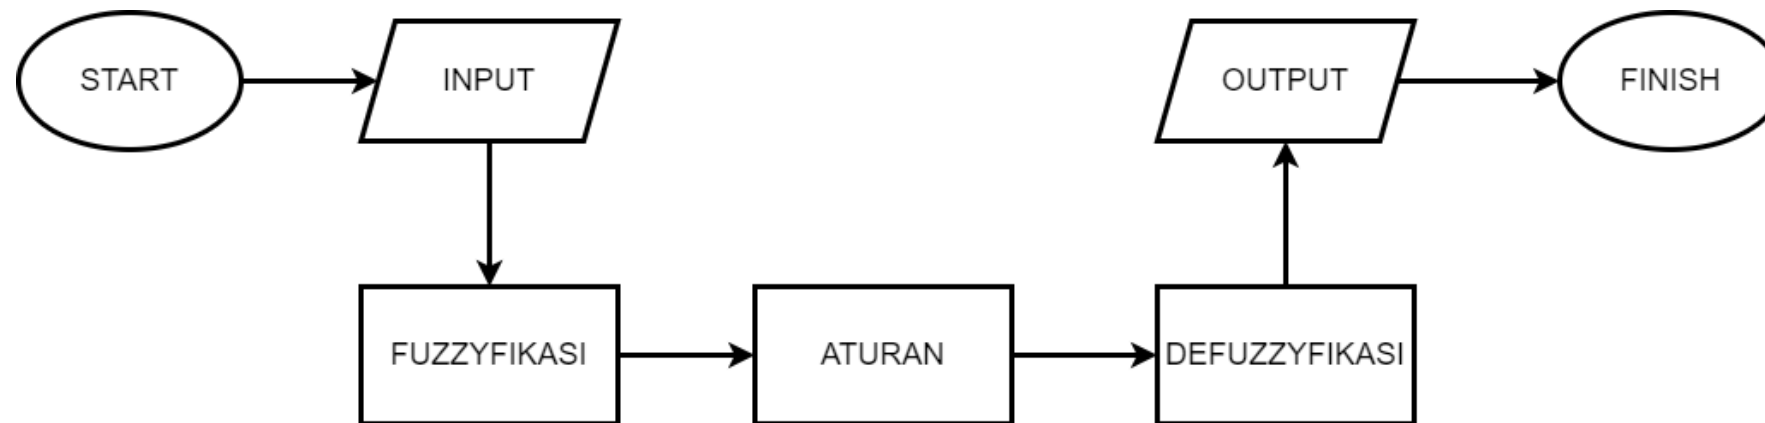 START
INPUT
FUZZYFIKASI
ATURAN
DEFUZZYFIKASI
OUTPUT
FINISH